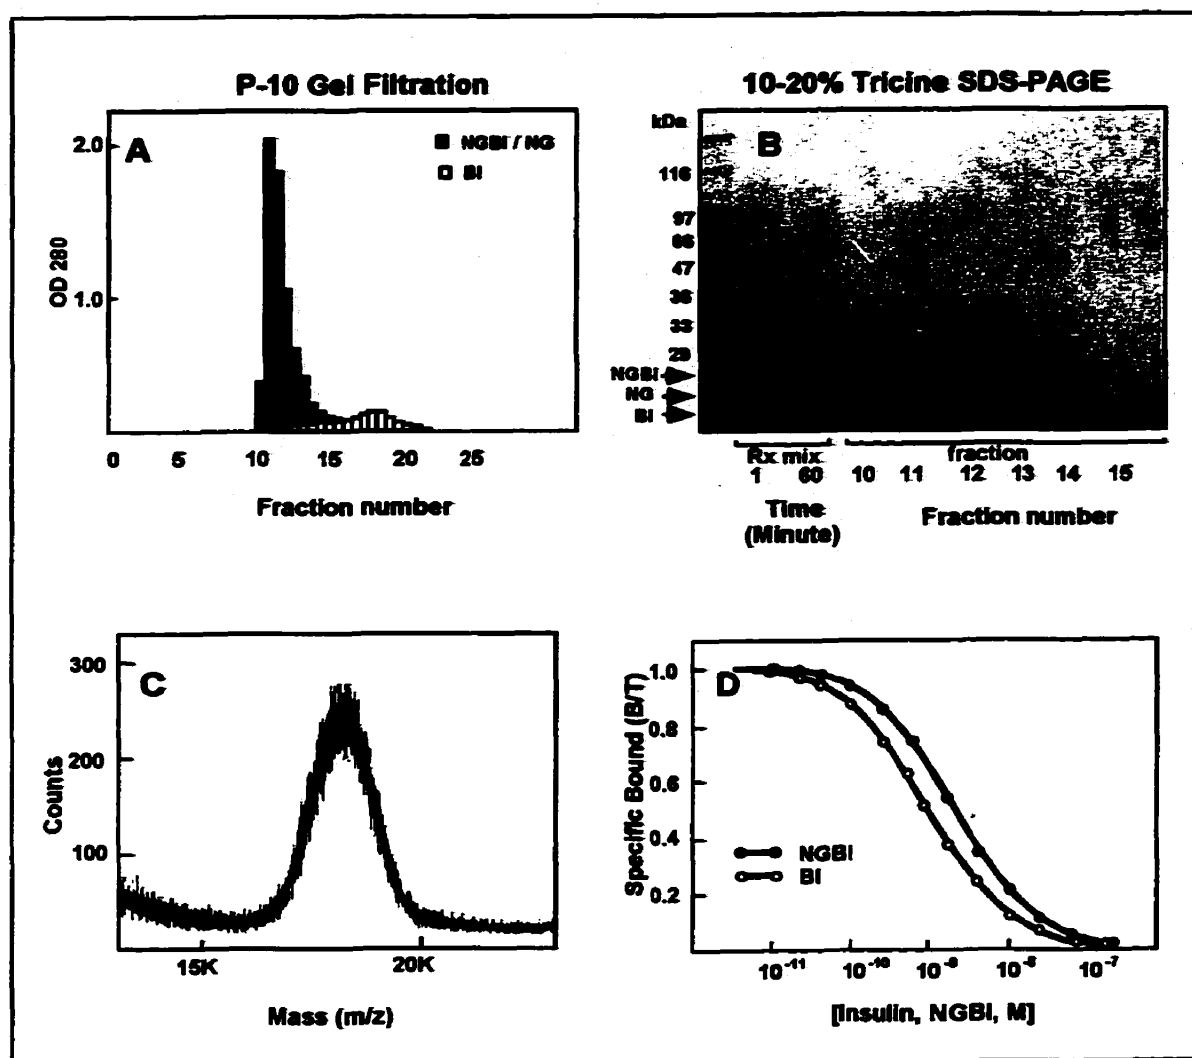 P-10 Gel Filtration
A
NGBI / NG
BI
OD 280
2.0
1.0
0 5 10 15 20 25
Fraction number
10-20% Tricine SDS-PAGE
kDa
B
116
97
68
47
36
33
29
NGBI
NG
BI
Rx mix
fraction
1 60 10 11 12 13 14 15
Time
(Minute)
Fraction number
C
Counts
300
200
100
15K 20K
Mass (m/z)
D
Specific Bound (B/T)
1.0
0.8
0.6
0.4
0.2
NGBI
BI
10⁻¹¹ 10⁻¹⁰ 10⁻⁹ 10⁻⁸ 10⁻⁷
[Insulin, NGBI, M]